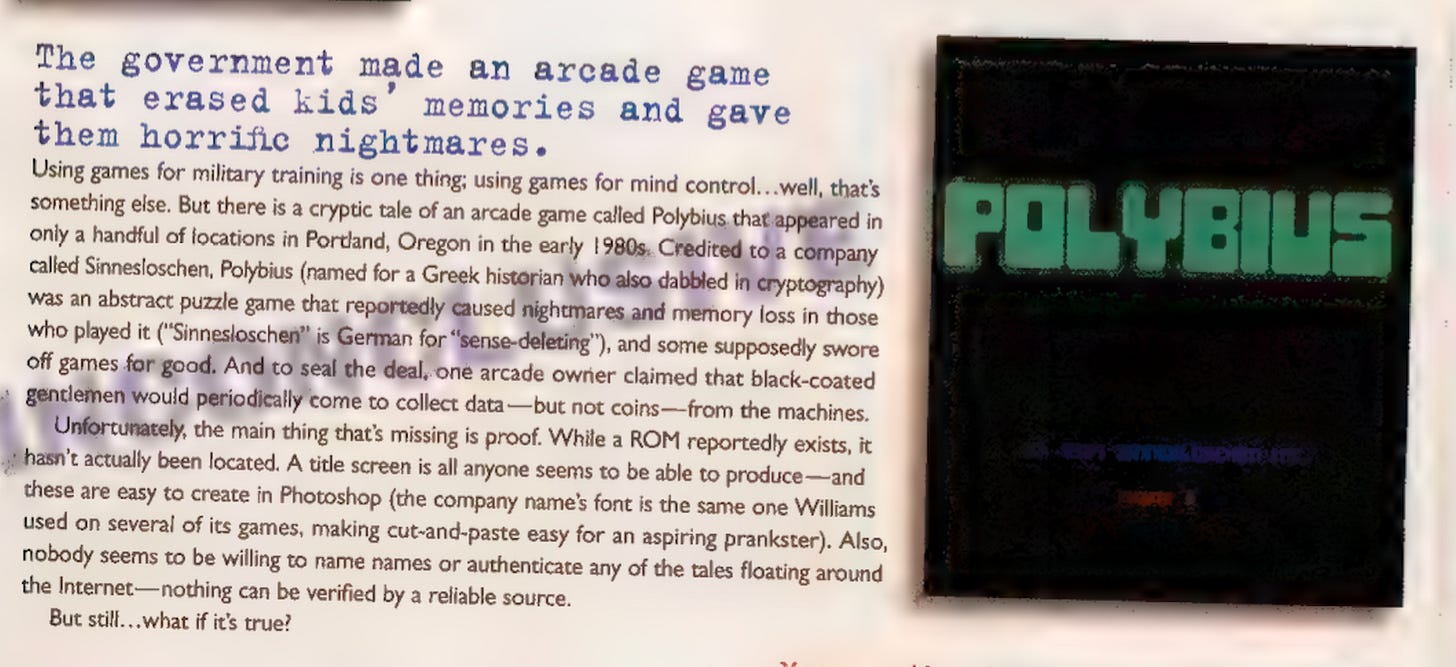 The government made an arcade game
that erased kids' memories and gave
them horrific nightmares.
Using games for military training is one thing; using games for mind control...well, that's
something else. But there is a cryptic tale of an arcade game called Polybius that appeared in
only a handful of locations in Portland, Oregon in the early 1980s. Credited to a company
called Sinnesloschen, Polybius (named for a Greek historian who also dabbled in cryptography)
was an abstract puzzle game that reportedly caused nightmares and memory loss in those
who played it ("Sinnesloschen" is German for "sense-deleting"), and some supposedly swore
off games for good. And to seal the deal, one arcade owner claimed that black-coated
gentlemen would periodically come to collect data—but not coins—from the machines.
Unfortunately, the main thing that's missing is proof. While a ROM reportedly exists, it
hasn't actually been located. A title screen is all anyone seems to be able to produce—and
these are easy to create in Photoshop (the company name's font is the same one Williams
used on several of its games, making cut-and-paste easy for an aspiring prankster). Also,
nobody seems to be willing to name names or authenticate any of the tales floating around
the Internet—nothing can be verified by a reliable source.
But still...what if it's true?
POLYBIUS